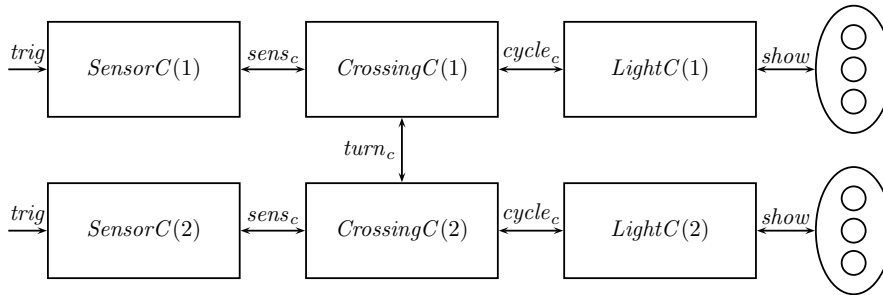 trig SensorC(1) sens_c CrossingC(1) cycle_c LightC(1) show
turn_c
trig SensorC(2) sens_c CrossingC(2) cycle_c LightC(2) show